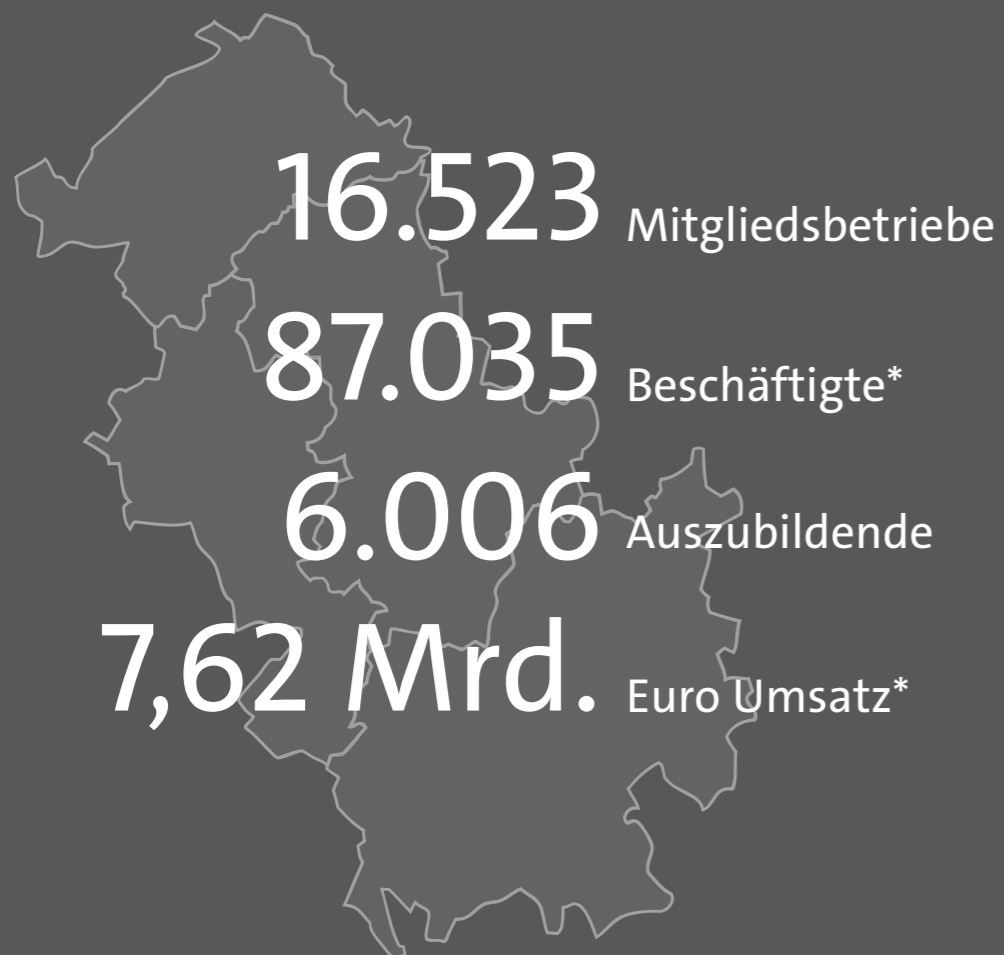 16.523 Mitgliedsbetriebe
87.035 Beschäftigte*
6.006 Auszubildende
7,62 Mrd. Euro Umsatz*